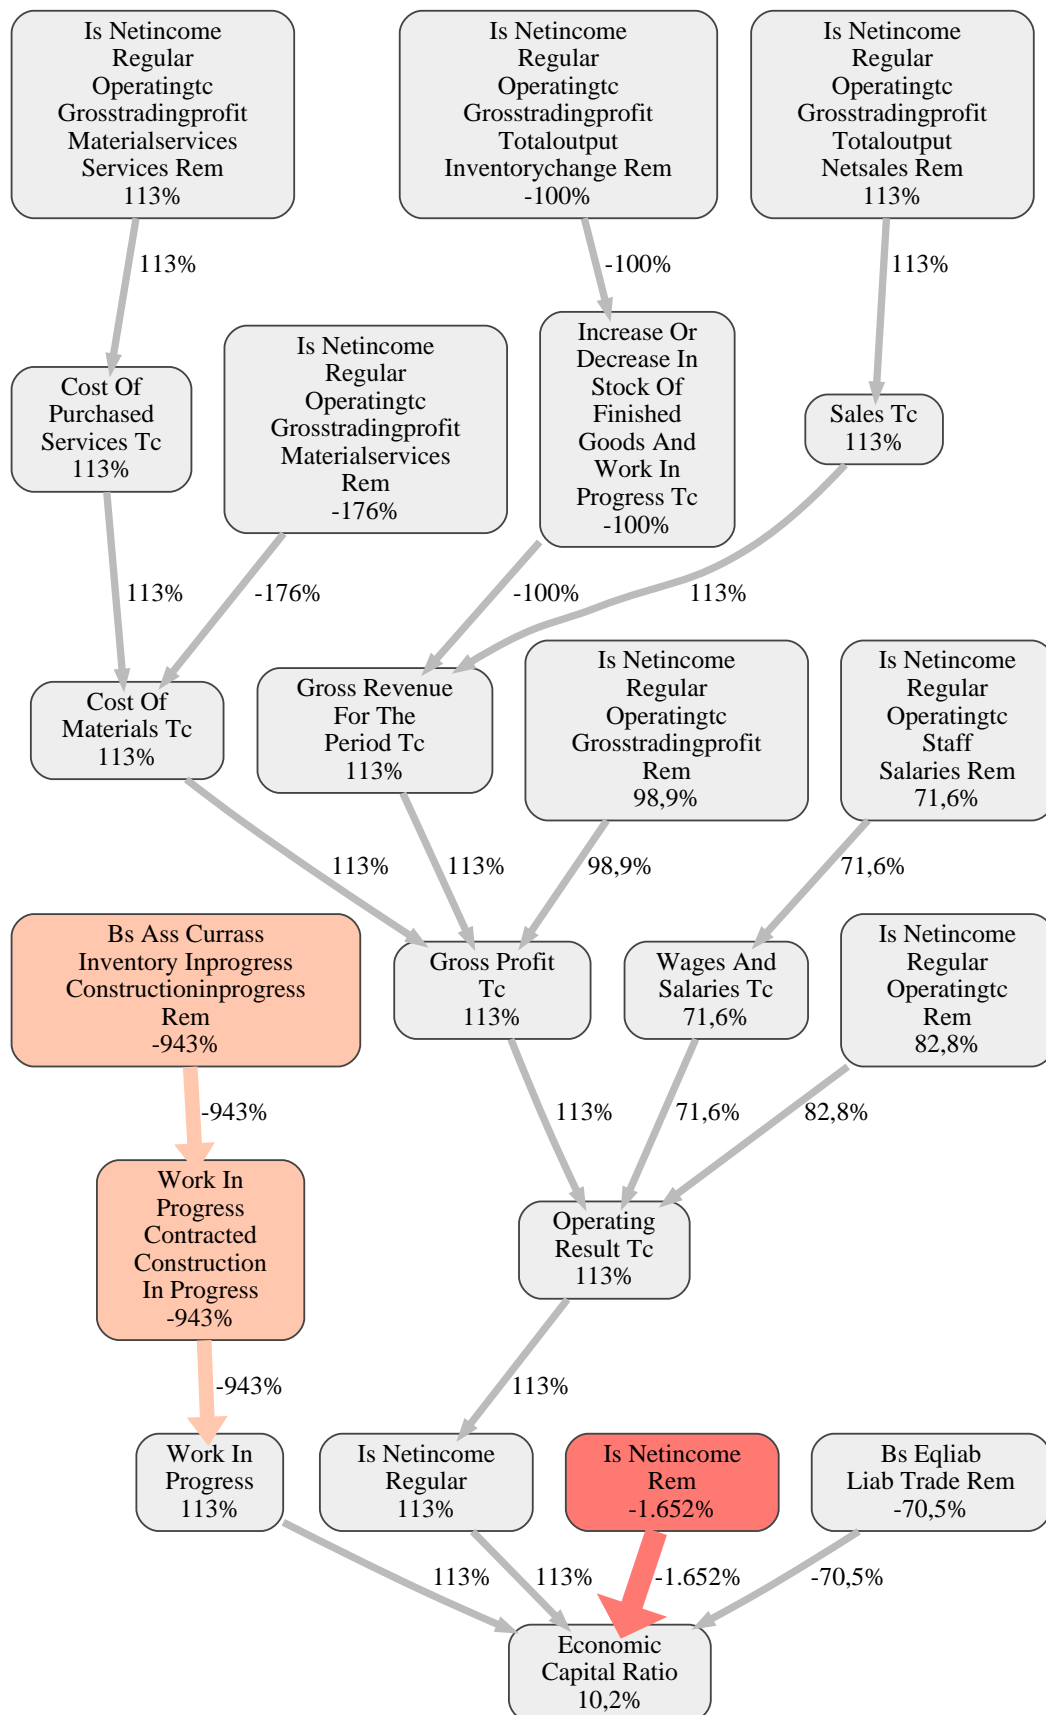 Is Netincome
Regular
Operatingtc
Grosstradingprofit
Materialservices
Services Rem
113%
Is Netincome
Regular
Operatingtc
Grosstradingprofit
Totaloutput
Inventorychange Rem
-100%
Is Netincome
Regular
Operatingtc
Grosstradingprofit
Totaloutput
Netsales Rem
113%
113%
-100%
113%
Cost Of
Purchased
Services Tc
113%
Is Netincome
Regular
Operatingtc
Grosstradingprofit
Materialservices
Rem
-176%
Increase Or
Decrease In
Stock Of
Finished
Goods And
Work In
Progress Tc
-100%
Sales Tc
113%
113%
-176%
-100%
113%
Cost Of
Materials Tc
113%
Gross Revenue
For The
Period Tc
113%
Is Netincome
Regular
Operatingtc
Grosstradingprofit
Rem
98,9%
Is Netincome
Regular
Operatingtc
Staff
Salaries Rem
71,6%
113%
113%
98,9%
71,6%
Bs Ass Currass
Inventory Inprogress
Constructioninprogress
Rem
-943%
Gross Profit
Tc
113%
Wages And
Salaries Tc
71,6%
Is Netincome
Regular
Operatingtc
Rem
82,8%
-943%
113%
71,6%
82,8%
Work In
Progress
Contracted
Construction
In Progress
-943%
Operating
Result Tc
113%
-943%
113%
Work In
Progress
113%
Is Netincome
Regular
113%
Is Netincome
Rem
-1.652%
Bs Eqliab
Liab Trade Rem
-70,5%
113%
113%
-1.652%
-70,5%
Economic
Capital Ratio
10,2%